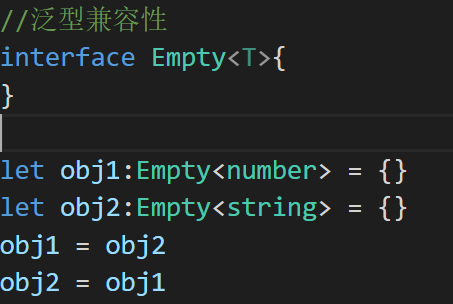 //泛型兼容性
interface Empty<T>{
}
let obj1:Empty<number> = {}
let obj2:Empty<string> = {}
obj1 = obj2
obj2 = obj1